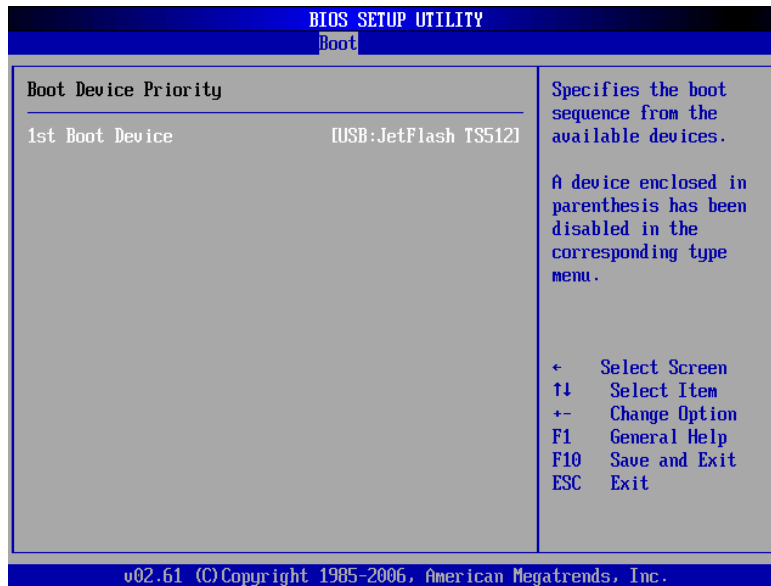 BIOS SETUP UTILITY
Boot
Boot Device Priority
1st Boot Device [USB:JetFlash TS512]
Specifies the boot
sequence from the
available devices.
A device enclosed in
parenthesis has been
disabled in the
corresponding type
menu.
← Select Screen
↑↓ Select Item
+- Change Option
F1 General Help
F10 Save and Exit
ESC Exit
v02.61 (C)Copyright 1985-2006, American Megatrends, Inc.